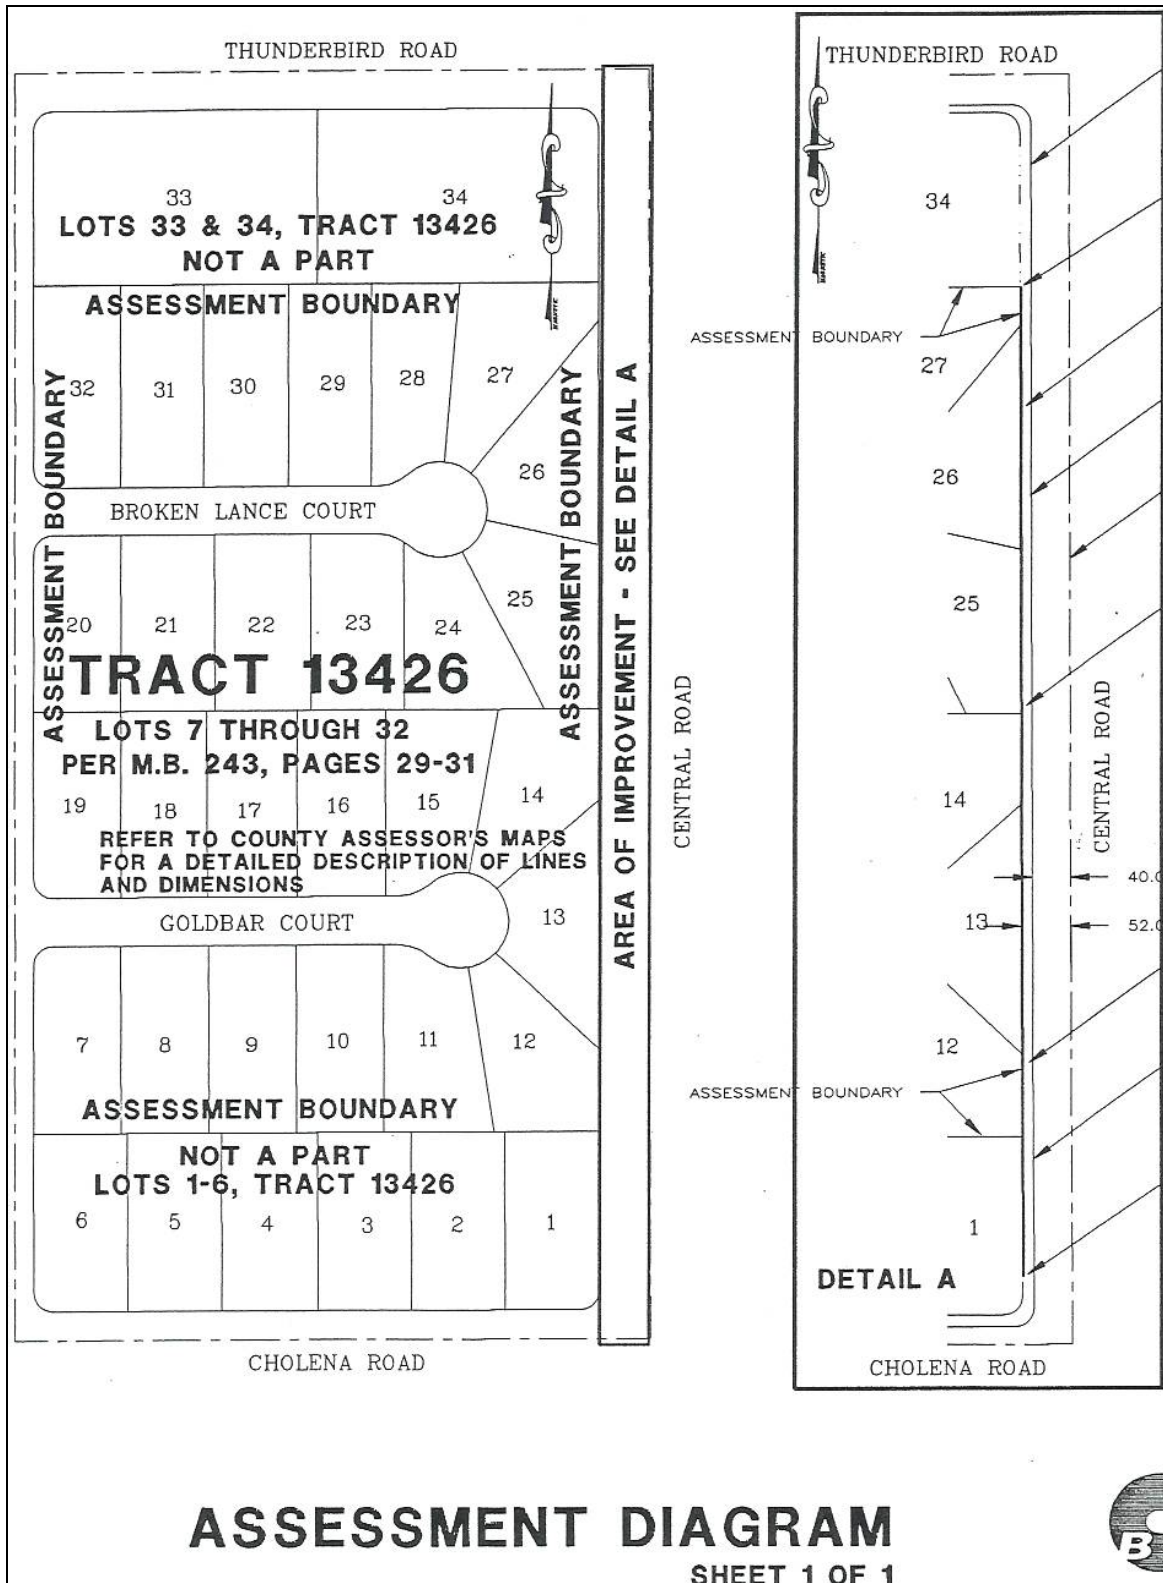 THUNDERBIRD ROAD
33
34
LOTS 33 & 34, TRACT 13426
NOT A PART
ASSESSMENT BOUNDARY
32
31
30
29
28
27
26
ASSESSMENT BOUNDARY
ASSESSMENT BOUNDARY
AREA OF IMPROVEMENT - SEE DETAIL A
BROKEN LANCE COURT
25
20
21
22
23
24
TRACT 13426
LOTS 7 THROUGH 32
PER M.B. 243, PAGES 29-31
19
18
17
16
15
14
REFER TO COUNTY ASSESSOR'S MAPS
FOR A DETAILED DESCRIPTION OF LINES
AND DIMENSIONS
CENTRAL ROAD
GOLDBAR COURT
13
7
8
9
10
11
12
ASSESSMENT BOUNDARY
NOT A PART
LOTS 1-6, TRACT 13426
6
5
4
3
2
1
CHOLENA ROAD
THUNDERBIRD ROAD
34
ASSESSMENT BOUNDARY
27
26
25
CENTRAL ROAD
14
40.0
13
52.0
12
ASSESSMENT BOUNDARY
1
DETAIL A
CHOLENA ROAD
ASSESSMENT DIAGRAM
SHEET 1 OF 1
B